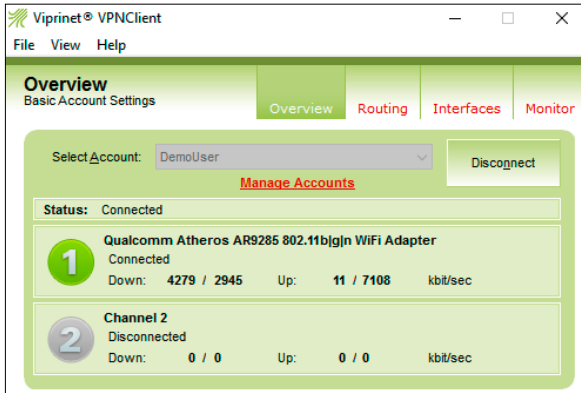 Viprinet® VPNClient
File View Help
Overview
Basic Account Settings
Overview Routing Interfaces Monitor
Select Account: DemoUser Disconnect
Manage Accounts
Status: Connected
1 Qualcomm Atheros AR9285 802.11b|g|n WiFi Adapter
Connected
Down: 4279 / 2945 Up: 11 / 7108 kbit/sec
2 Channel 2
Disconnected
Down: 0 / 0 Up: 0 / 0 kbit/sec